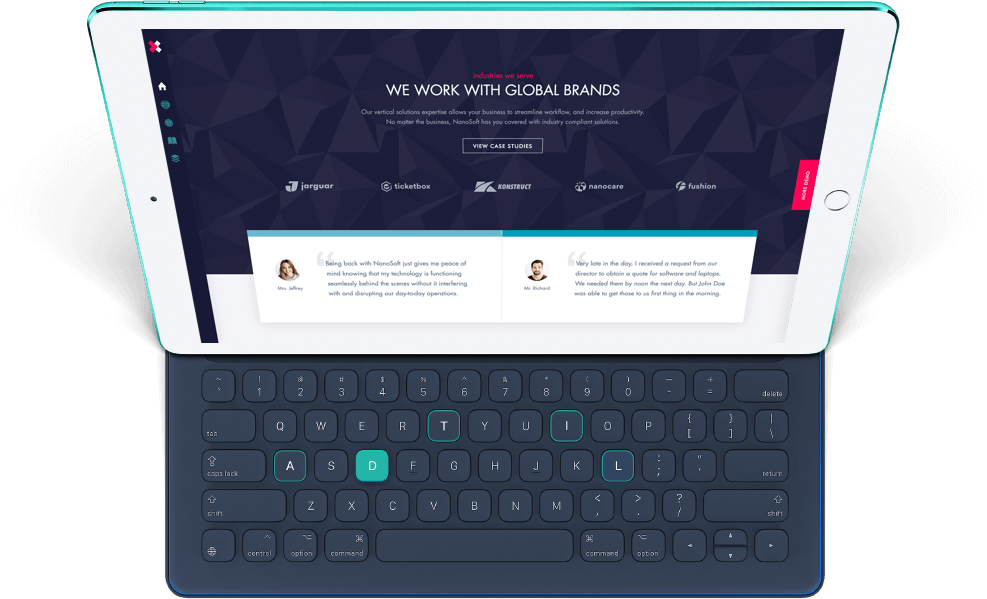 industries we serve
WE WORK WITH GLOBAL BRANDS
Our vertical solutions expertise allows your business to streamline workflow, and increase productivity.
No matter the business, NanoSoft has you covered with industry compliant solutions.
VIEW CASE STUDIES
jarguar ticketbox KONSTRUCT nanocare fushion
MORE DEMO
“ Being back with NanoSoft just gives me peace of
mind knowing that my technology is functioning
seamlessly behind the scenes without it interfering
with and disrupting our day-to-day operations.
Mrs. Jeffrey
“ Very late in the day, I received a request from our
director to obtain a quote for software and laptops.
We needed them by noon the next day. But John Doe
was able to get those to us first thing in the morning.
Mr. Richard
~ ! @ # $ % ^ & * ( ) — +
` 1 2 3 4 5 6 7 8 9 0 - = delete
tab Q W E R T Y U I O P { [ } ] | \
caps lock A S D F G H J K L : ; " ' return
shift Z X C V B N M < , > . ? / shift
control option command command option